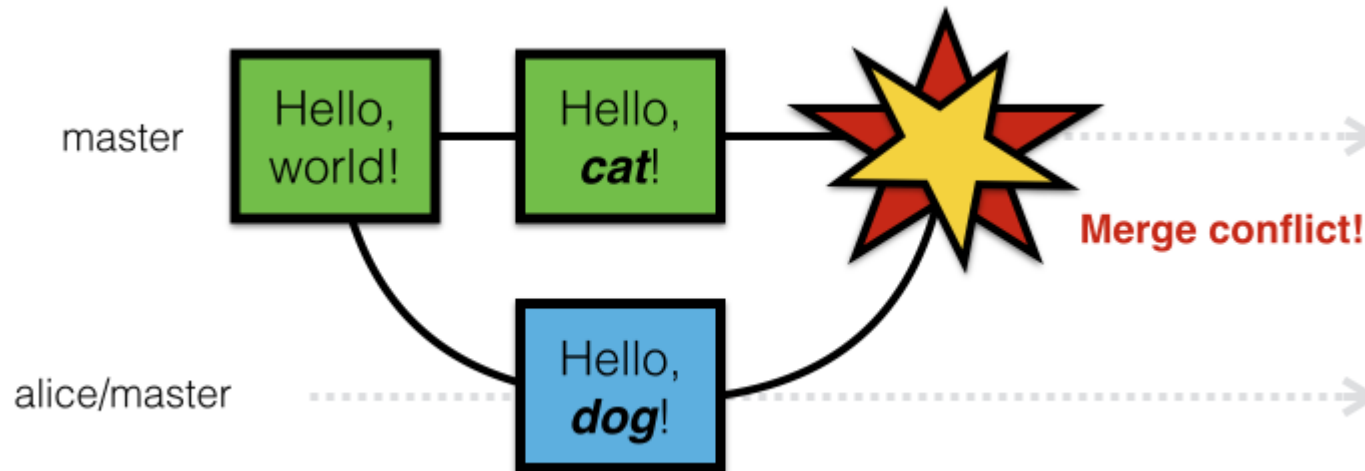 master
Hello,
world!
Hello,
cat!
Merge conflict!
alice/master
Hello,
dog!